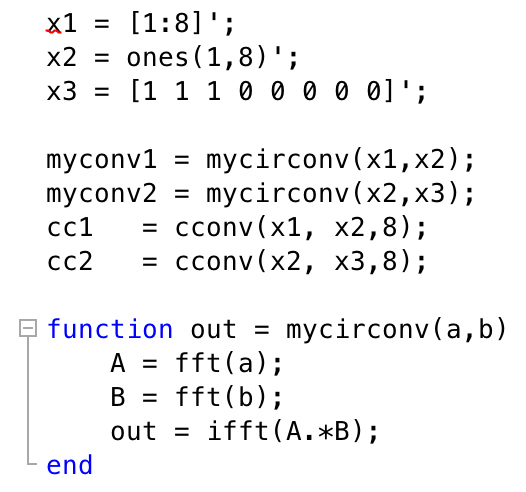 x1 = [1:8]';
x2 = ones(1,8)';
x3 = [1 1 1 0 0 0 0 0]';
myconv1 = mycirconv(x1,x2);
myconv2 = mycirconv(x2,x3);
cc1   = cconv(x1, x2,8);
cc2   = cconv(x2, x3,8);
function out = mycirconv(a,b)
    A = fft(a);
    B = fft(b);
    out = ifft(A.*B);
end